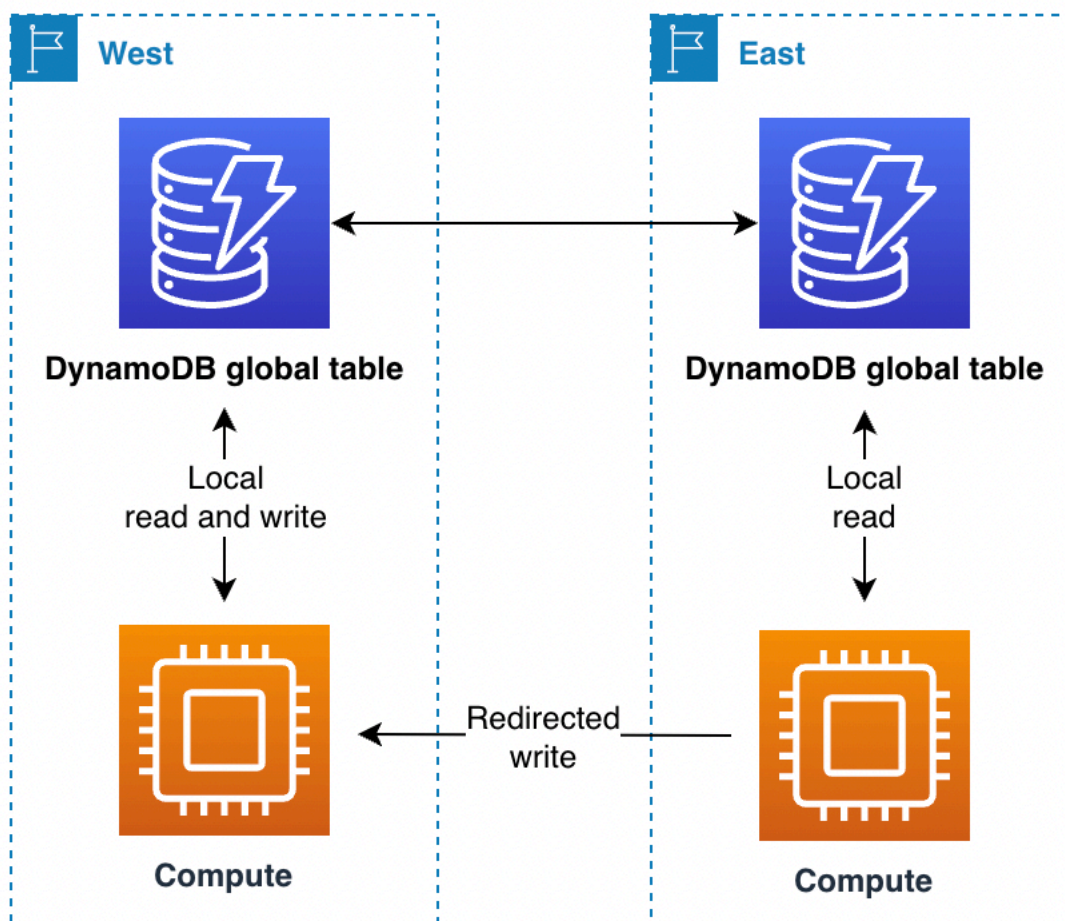 West
East
DynamoDB global table
DynamoDB global table
Local
read and write
Local
read
Redirected
write
Compute
Compute